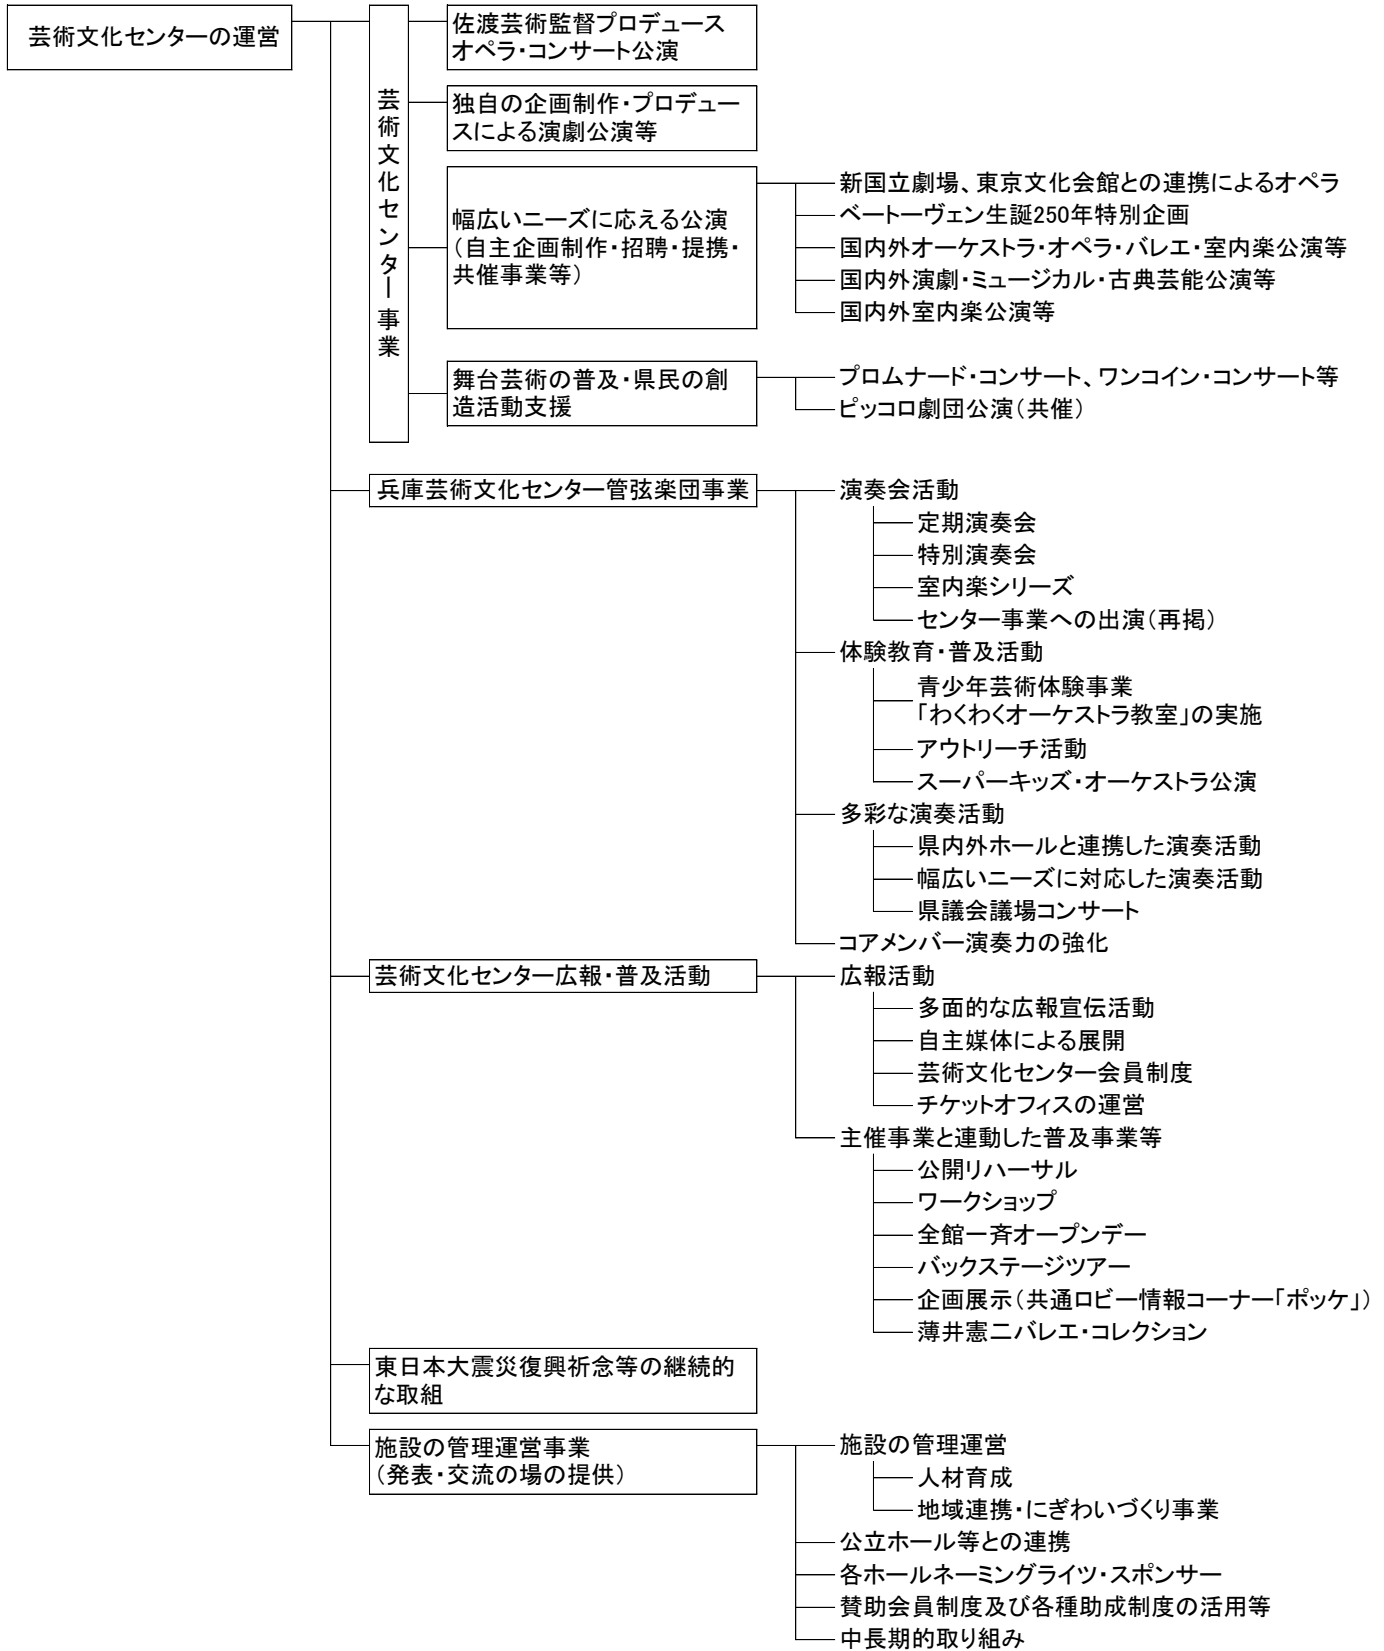 芸術文化センターの運営
芸術文化センター事業
佐渡芸術監督プロデュース
オペラ・コンサート公演
独自の企画制作・プロデュー
スによる演劇公演等
幅広いニーズに応える公演
（自主企画制作・招聘・提携・
共催事業等）
新国立劇場、東京文化会館との連携によるオペラ
ベートーヴェン生誕250年特別企画
国内外オーケストラ・オペラ・バレエ・室内楽公演等
国内外演劇・ミュージカル・古典芸能公演等
国内外室内楽公演等
舞台芸術の普及・県民の創
造活動支援
プロムナード・コンサート、ワンコイン・コンサート等
ピッコロ劇団公演（共催）
兵庫芸術文化センター管弦楽団事業
演奏会活動
定期演奏会
特別演奏会
室内楽シリーズ
センター事業への出演（再掲）
体験教育・普及活動
青少年芸術体験事業
「わくわくオーケストラ教室」の実施
アウトリーチ活動
スーパーキッズ・オーケストラ公演
多彩な演奏活動
県内外ホールと連携した演奏活動
幅広いニーズに対応した演奏活動
県議会議場コンサート
コアメンバー演奏力の強化
芸術文化センター広報・普及活動
広報活動
多面的な広報宣伝活動
自主媒体による展開
芸術文化センター会員制度
チケットオフィスの運営
主催事業と連動した普及事業等
公開リハーサル
ワークショップ
全館一斉オープンデー
バックステージツアー
企画展示（共通ロビー情報コーナー「ポッケ」）
薄井憲二バレエ・コレクション
東日本大震災復興祈念等の継続的
な取組
施設の管理運営事業
（発表・交流の場の提供）
施設の管理運営
人材育成
地域連携・にぎわいづくり事業
公立ホール等との連携
各ホールネーミングライツ・スポンサー
賛助会員制度及び各種助成制度の活用等
中長期的取り組み